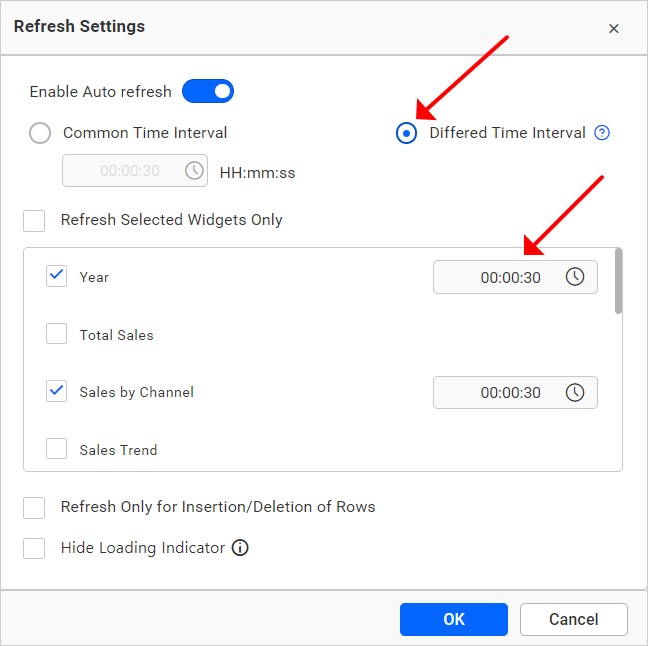 Refresh Settings
Enable Auto refresh
Common Time Interval
Differed Time Interval
00:00:30
HH:mm:ss
Refresh Selected Widgets Only
Year
00:00:30
Total Sales
Sales by Channel
00:00:30
Sales Trend
Refresh Only for Insertion/Deletion of Rows
Hide Loading Indicator
OK
Cancel